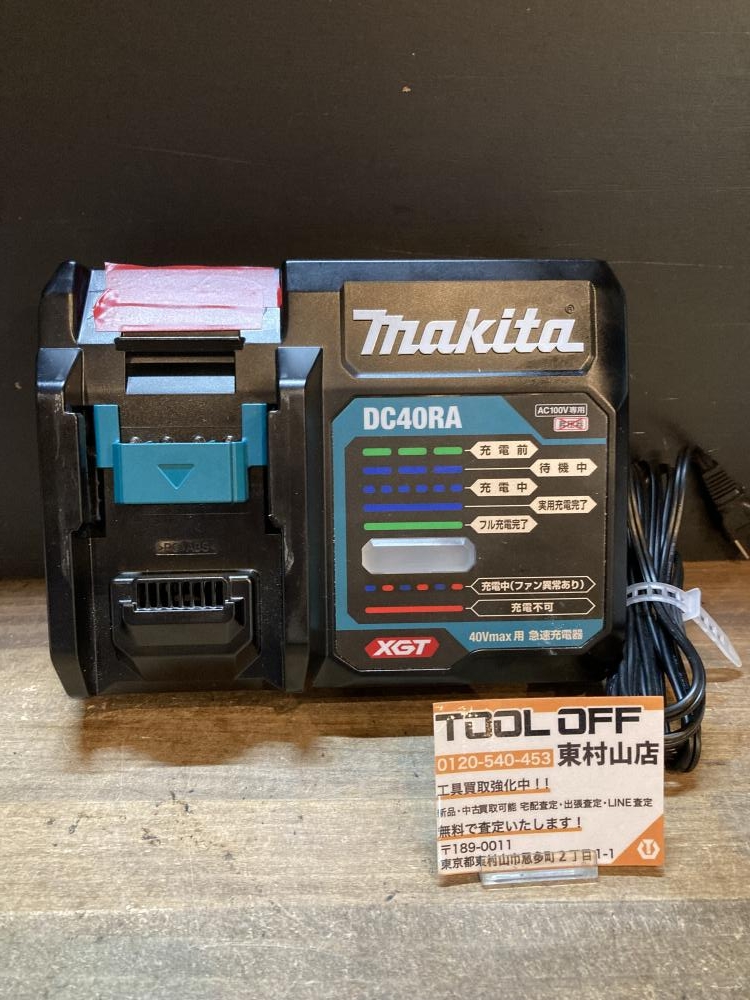 makita®
DC40RA
AC100V専用
充電前
待機中
充電中
実用充電完了
フル充電完了
充電中(ファン異常あり)
充電不可
XGT
40Vmax用 急速充電器
>PC+ABS<
TOOL OFF
0120-540-453 東村山店
工具買取強化中!!
新品・中古買取可能 宅配査定・出張査定・LINE査定
無料で査定いたします!
〒189-0011
東京都東村山市恩多町2丁目1-1